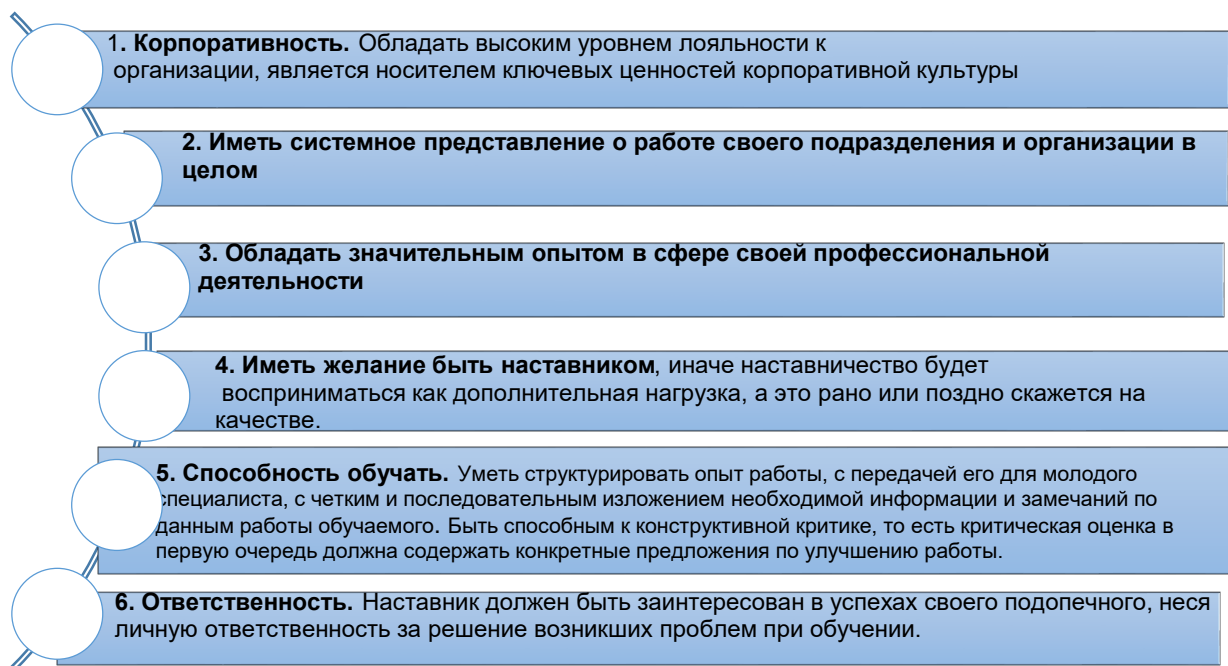 1. Корпоративность. Обладать высоким уровнем лояльности к
организации, является носителем ключевых ценностей корпоративной культуры
2. Иметь системное представление о работе своего подразделения и организации в
целом
3. Обладать значительным опытом в сфере своей профессиональной
деятельности
4. Иметь желание быть наставником, иначе наставничество будет
восприниматься как дополнительная нагрузка, а это рано или поздно скажется на
качестве.
5. Способность обучать. Уметь структурировать опыт работы, с передачей его для молодого
специалиста, с четким и последовательным изложением необходимой информации и замечаний по
данным работы обучаемого. Быть способным к конструктивной критике, то есть критическая оценка в
первую очередь должна содержать конкретные предложения по улучшению работы.
6. Ответственность. Наставник должен быть заинтересован в успехах своего подопечного, неся
личную ответственность за решение возникших проблем при обучении.